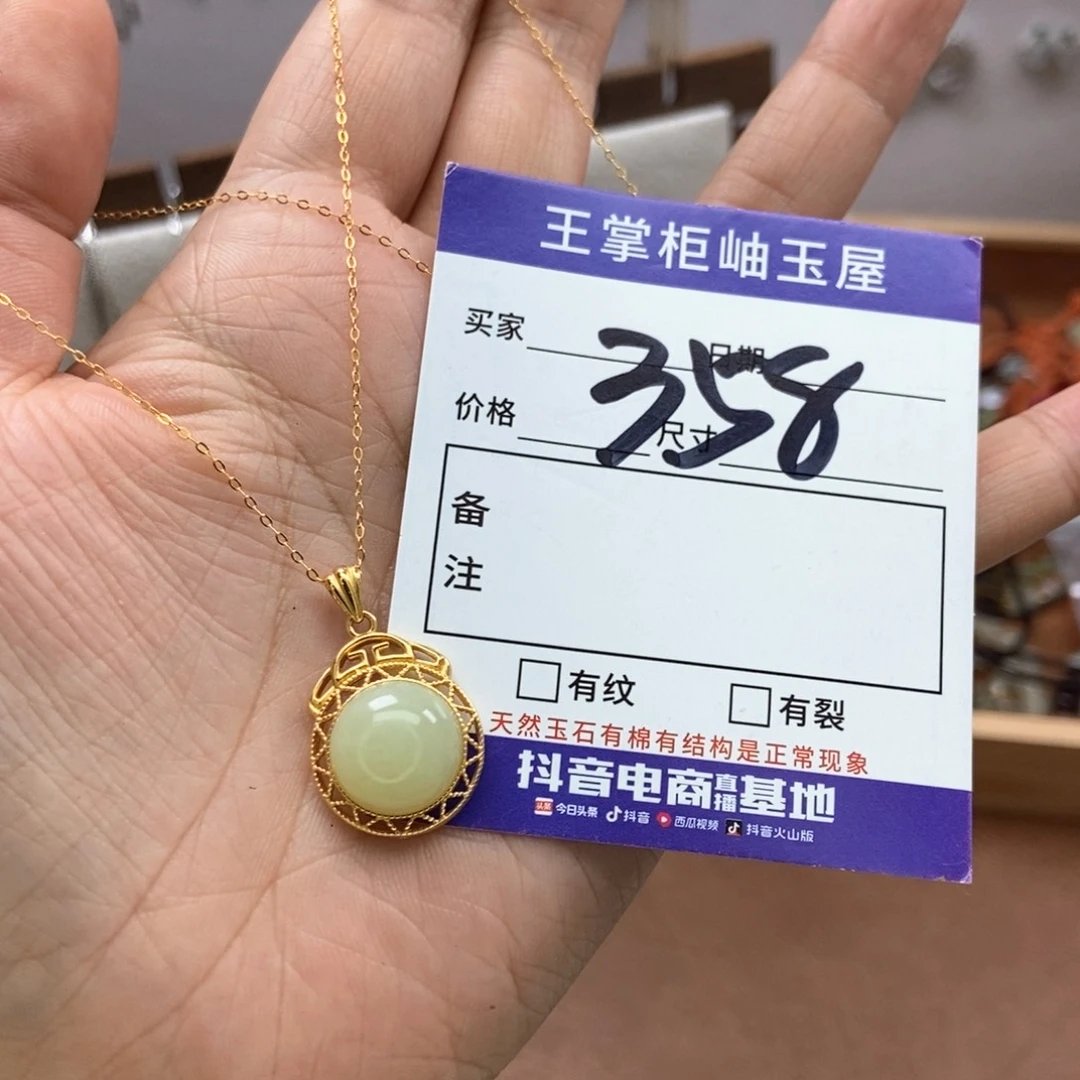 王掌柜岫玉屋
买家 日期
价格 尺寸
358
备
注
有纹 有裂
天然玉石有棉有结构是正常现象
抖音电商直播基地
头条 今日头条 抖音 西瓜视频 抖音火山版